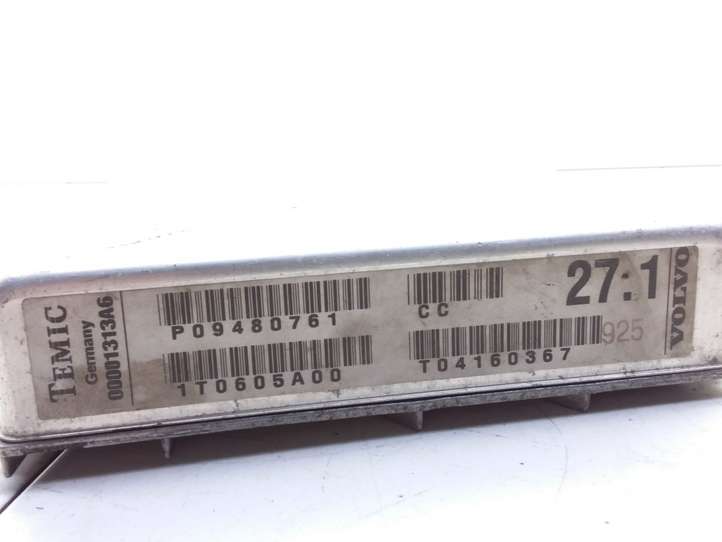 TEMIC
Germany
00001313A6
P09480761
1T0605A00
CC
T04160367
27:1
925
VOLVO